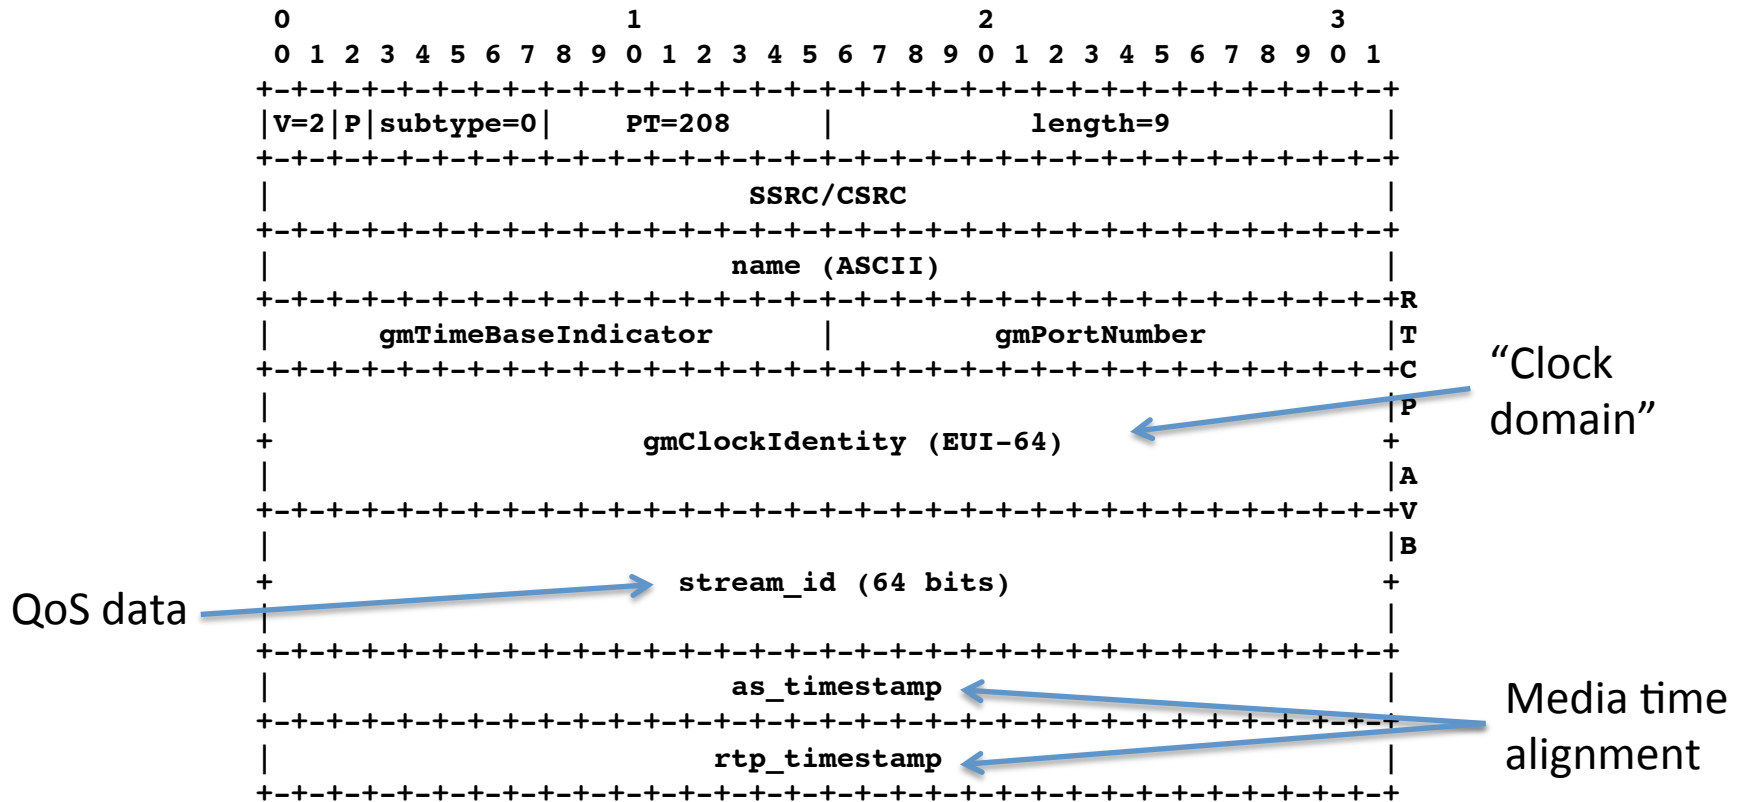 0                   1                   2                   3
0 1 2 3 4 5 6 7 8 9 0 1 2 3 4 5 6 7 8 9 0 1 2 3 4 5 6 7 8 9 0 1
+-+-+-+-+-+-+-+-+-+-+-+-+-+-+-+-+-+-+-+-+-+-+-+-+-+-+-+-+-+-+-+-+
|V=2|P|subtype=0|    PT=208     |           length=9            |
+-+-+-+-+-+-+-+-+-+-+-+-+-+-+-+-+-+-+-+-+-+-+-+-+-+-+-+-+-+-+-+-+
|                           SSRC/CSRC                           |
+-+-+-+-+-+-+-+-+-+-+-+-+-+-+-+-+-+-+-+-+-+-+-+-+-+-+-+-+-+-+-+-+
|                          name (ASCII)                         |
+-+-+-+-+-+-+-+-+-+-+-+-+-+-+-+-+-+-+-+-+-+-+-+-+-+-+-+-+-+-+-+-+R
|      gmTimeBaseIndicator      |         gmPortNumber          |T
+-+-+-+-+-+-+-+-+-+-+-+-+-+-+-+-+-+-+-+-+-+-+-+-+-+-+-+-+-+-+-+-+C
“Clock
domain”
|                                                               |P
+                     gmClockIdentity (EUI-64)                  +
|                                                               |A
+-+-+-+-+-+-+-+-+-+-+-+-+-+-+-+-+-+-+-+-+-+-+-+-+-+-+-+-+-+-+-+-+V
|                                                               |B
+                       stream_id (64 bits)                     +
QoS data
|                                                               |
+-+-+-+-+-+-+-+-+-+-+-+-+-+-+-+-+-+-+-+-+-+-+-+-+-+-+-+-+-+-+-+-+
|                          as_timestamp                         |
+-+-+-+-+-+-+-+-+-+-+-+-+-+-+-+-+-+-+-+-+-+-+-+-+-+-+-+-+-+-+-+-+
Media time
alignment
|                         rtp_timestamp                         |
+-+-+-+-+-+-+-+-+-+-+-+-+-+-+-+-+-+-+-+-+-+-+-+-+-+-+-+-+-+-+-+-+